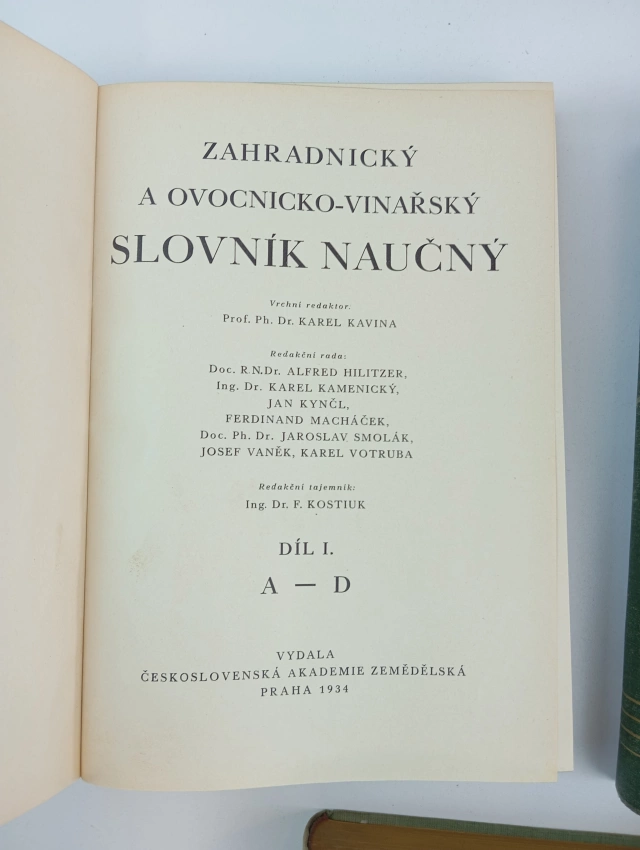 ZAHRADNICKÝ
A OVOCNICKO-VINAŘSKÝ
SLOVNÍK NAUČNÝ
Vrchní redaktor.
Prof. Ph. Dr. KAREL KAVINA
Redakční rada:
Doc. R.N.Dr. ALFRED HILITZER,
Ing. Dr. KAREL KAMENICKÝ,
JAN KYNČL,
FERDINAND MACHÁČEK,
Doc. Ph. Dr. JAROSLAV SMOLÁK,
JOSEF VANĚK, KAREL VOTRUBA
Redakční tajemník:
Ing. Dr. F. KOSTIUK
DÍL I.
A — D
VYDALA
ČESKOSLOVENSKÁ AKADEMIE ZEMĚDĚLSKÁ
PRAHA 1934